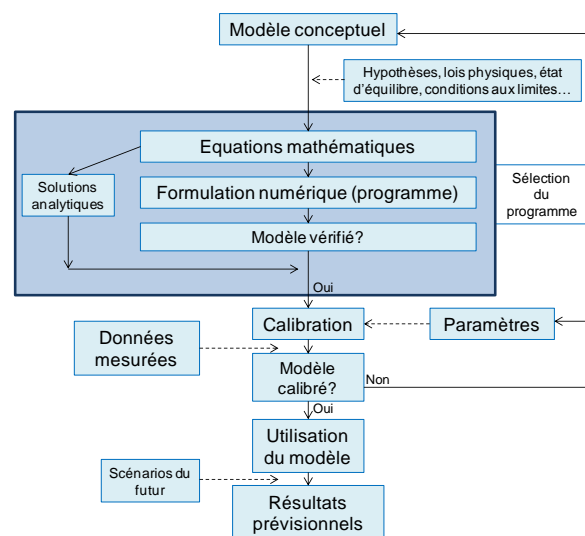 Modèle conceptuel
Hypothèses, lois physiques, état
d'équilibre, conditions aux limites...
Equations mathématiques
Solutions
analytiques
Formulation numérique (programme)
Sélection
du
programme
Modèle vérifié?
Oui
Calibration
Paramètres
Données
mesurées
Modèle
calibré?
Non
Oui
Utilisation
du modèle
Scénarios du
futur
Résultats
prévisionnels